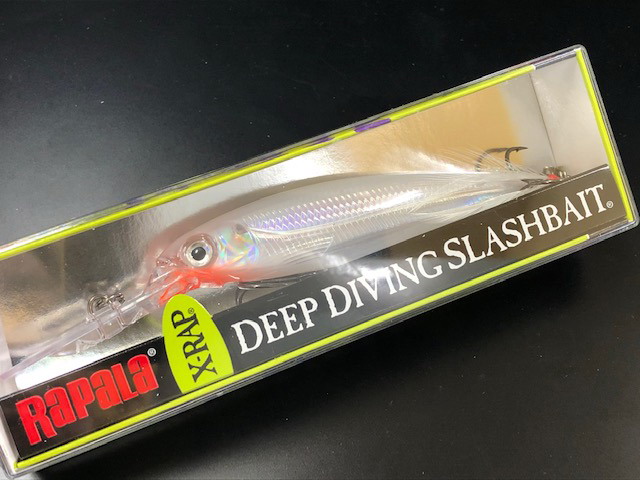 Rapala®
X-RAP®
DEEP DIVING SLASHBAIT®